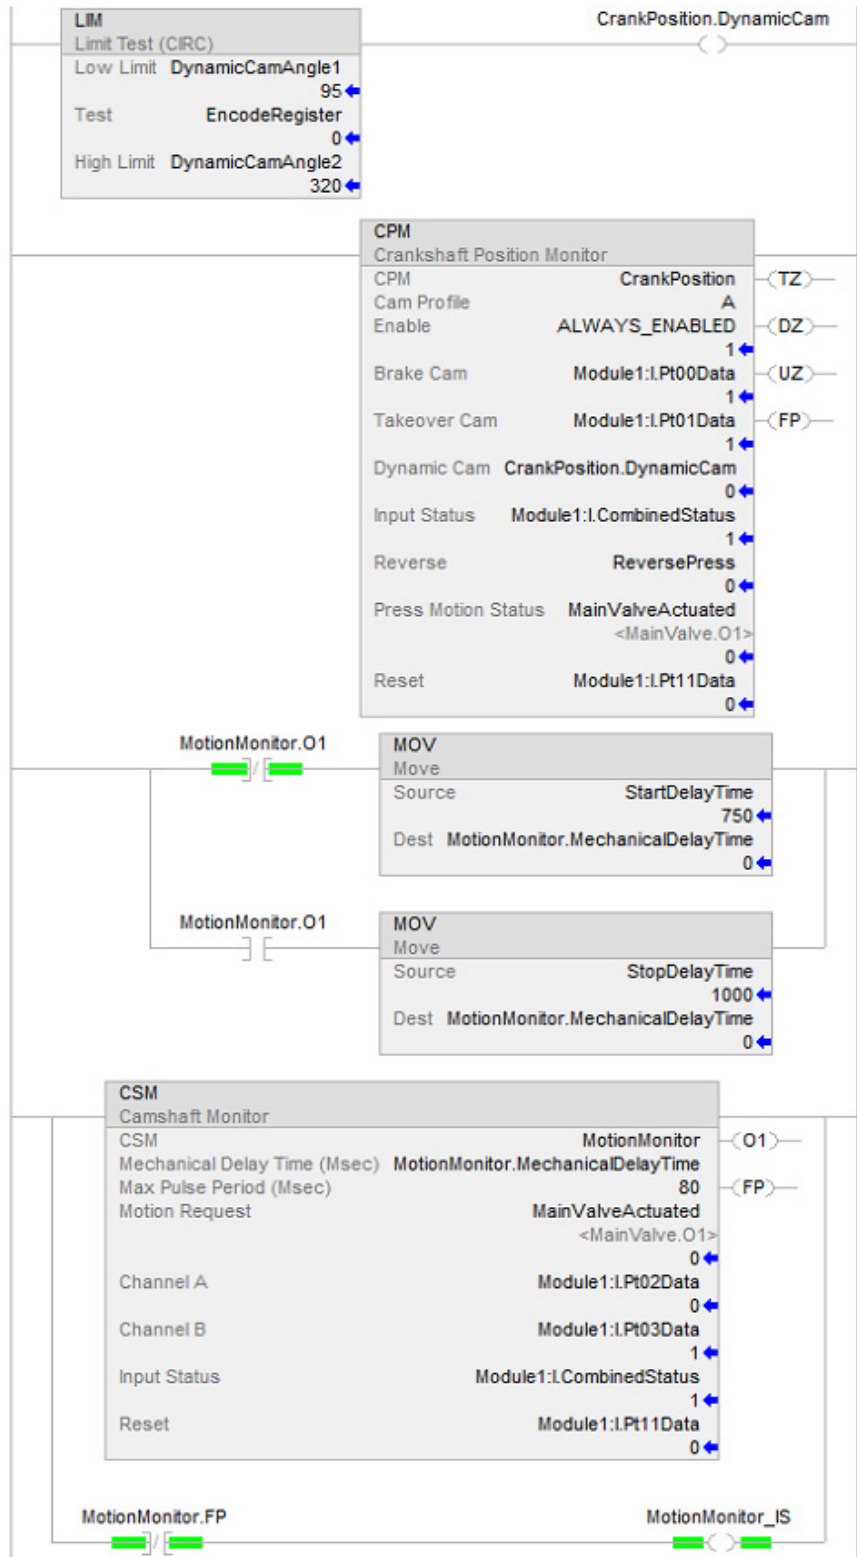 LIM
CrankPosition.DynamicCam
Limit Test (CIRC)
Low Limit DynamicCamAngle1
95
Test EncodeRegister
0
High Limit DynamicCamAngle2
320
CPM
Crankshaft Position Monitor
CPM CrankPosition TZ
Cam Profile A
Enable ALWAYS_ENABLED DZ
1
Brake Cam Module1:I.Pt00Data UZ
1
Takeover Cam Module1:I.Pt01Data FP
1
Dynamic Cam CrankPosition.DynamicCam
0
Input Status Module1:I.CombinedStatus
1
Reverse ReversePress
0
Press Motion Status MainValveActuated
<MainValve.O1>
0
Reset Module1:I.Pt11Data
0
MotionMonitor.O1
MOV
Move
Source StartDelayTime
750
Dest MotionMonitor.MechanicalDelayTime
0
MotionMonitor.O1
MOV
Move
Source StopDelayTime
1000
Dest MotionMonitor.MechanicalDelayTime
0
CSM
Camshaft Monitor
CSM MotionMonitor O1
Mechanical Delay Time (Msec) MotionMonitor.MechanicalDelayTime
Max Pulse Period (Msec) 80 FP
Motion Request MainValveActuated
<MainValve.O1>
0
Channel A Module1:I.Pt02Data
0
Channel B Module1:I.Pt03Data
1
Input Status Module1:I.CombinedStatus
1
Reset Module1:I.Pt11Data
0
MotionMonitor.FP MotionMonitor_IS